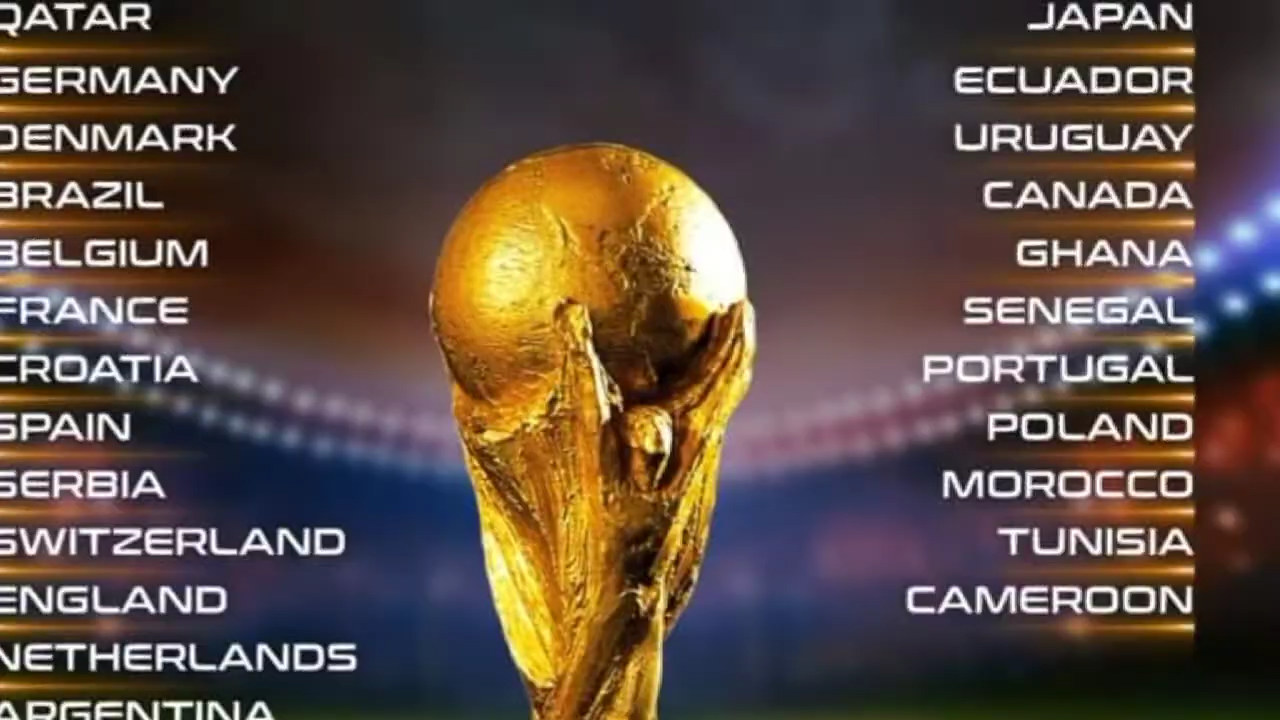 QATAR
GERMANY
DENMARK
BRAZIL
BELGIUM
FRANCE
CROATIA
SPAIN
SERBIA
SWITZERLAND
ENGLAND
NETHERLANDS
ARGENTINA
JAPAN
ECUADOR
URUGUAY
CANADA
GHANA
SENEGAL
PORTUGAL
POLAND
MOROCCO
TUNISIA
CAMEROON